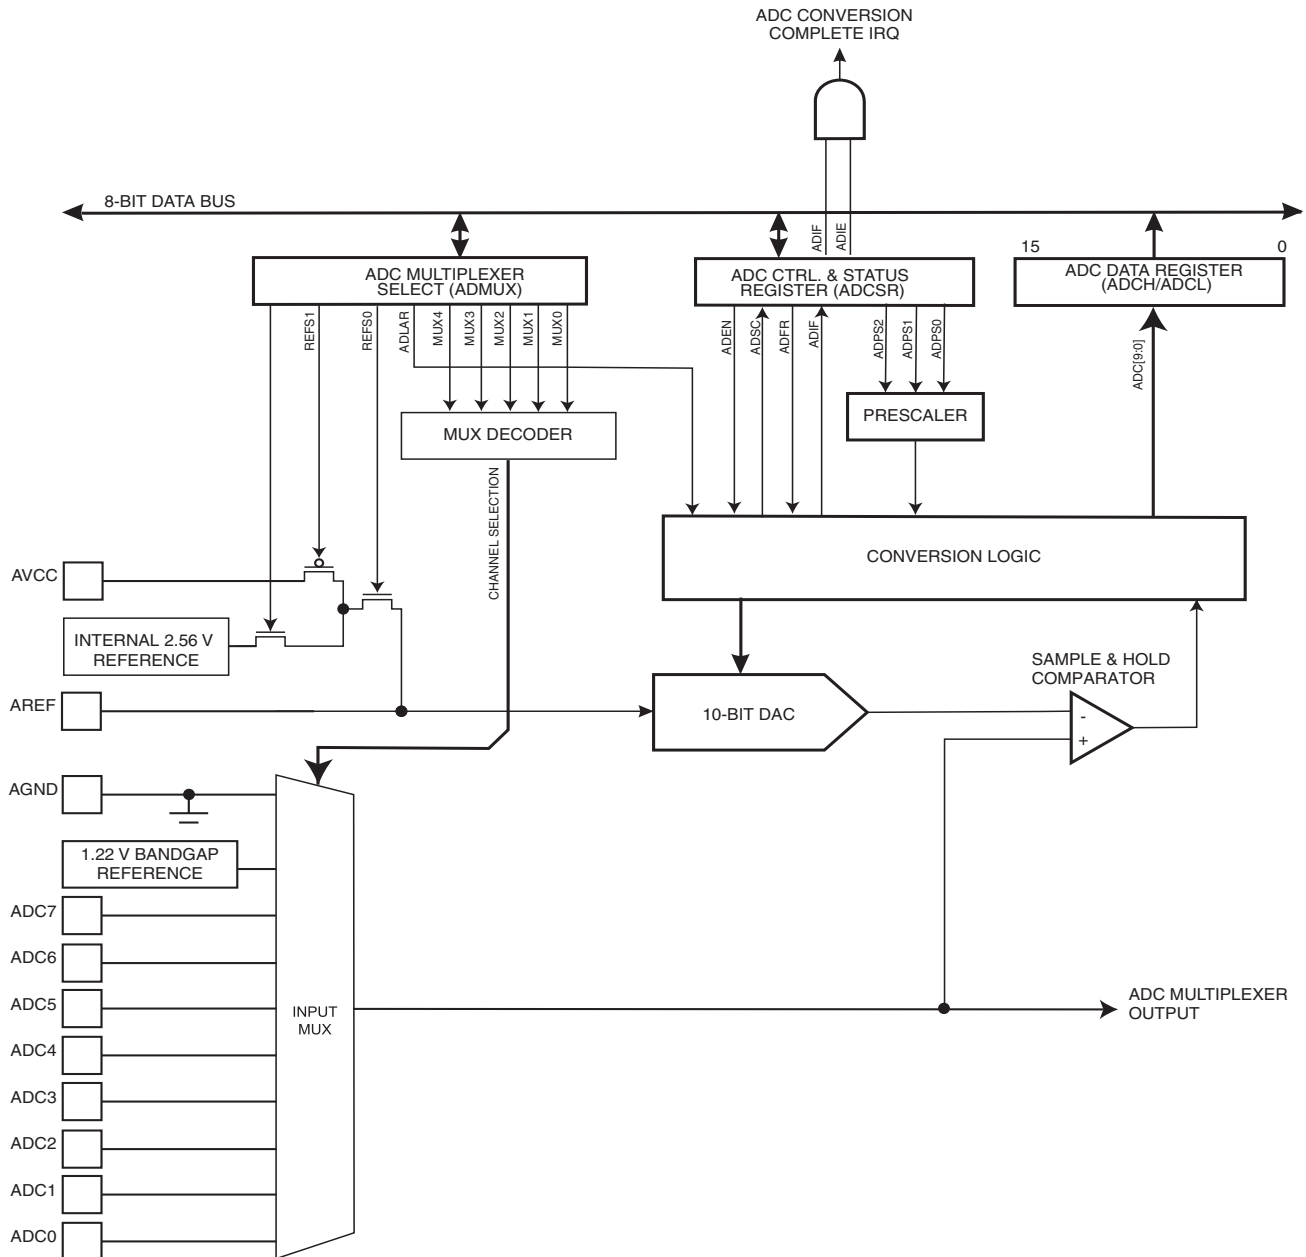 ADC CONVERSION
COMPLETE IRQ
8-BIT DATA BUS
ADIF
ADIE
15
0
ADC MULTIPLEXER
SELECT (ADMUX)
ADC CTRL. & STATUS
REGISTER (ADCSR)
ADC DATA REGISTER
(ADCH/ADCL)
REFS1
REFS0
ADLAR
MUX4
MUX3
MUX2
MUX1
MUX0
ADEN
ADSC
ADFR
ADIF
ADPS2
ADPS1
ADPS0
ADC[9:0]
MUX DECODER
PRESCALER
CHANNEL SELECTION
CONVERSION LOGIC
AVCC
INTERNAL 2.56 V
REFERENCE
SAMPLE & HOLD
COMPARATOR
AREF
10-BIT DAC
-
+
AGND
1.22 V BANDGAP
REFERENCE
ADC7
ADC6
ADC5
INPUT
MUX
ADC MULTIPLEXER
OUTPUT
ADC4
ADC3
ADC2
ADC1
ADC0